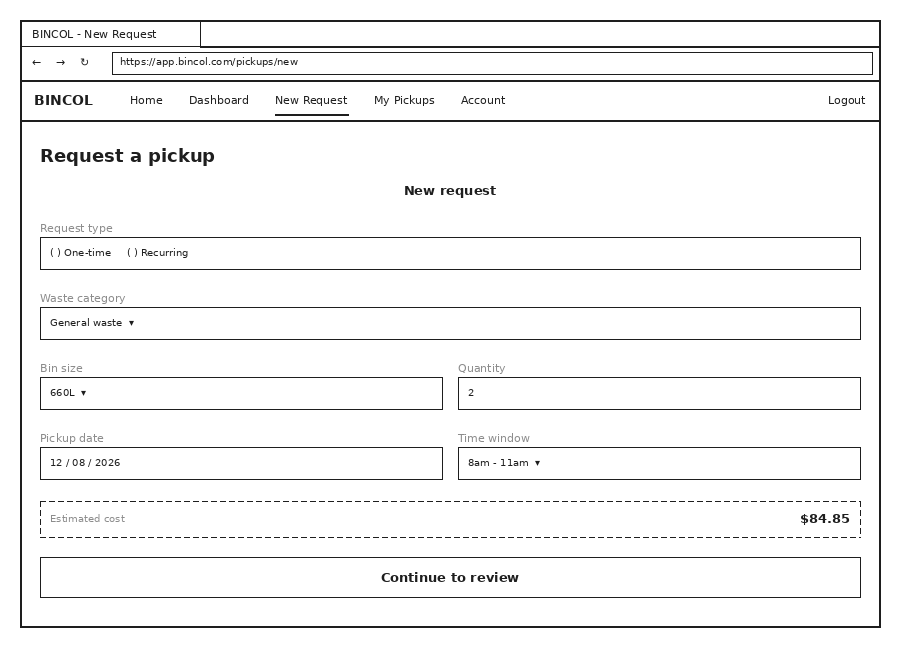 BINCOL - New Request
← → ↻ https://app.bincol.com/pickups/new
BINCOL Home Dashboard New Request My Pickups Account Logout
Request a pickup
New request
Request type
( ) One-time ( ) Recurring
Waste category
General waste ▾
Bin size Quantity
660L ▾ 2
Pickup date Time window
12 / 08 / 2026 8am - 11am ▾
Estimated cost $84.85
Continue to review